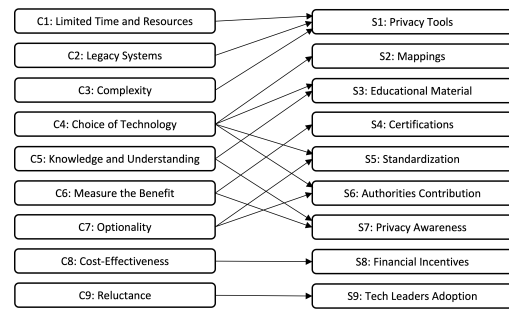 C1: Limited Time and Resources
S1: Privacy Tools
C2: Legacy Systems
S2: Mappings
C3: Complexity
S3: Educational Material
C4: Choice of Technology
S4: Certifications
C5: Knowledge and Understanding
S5: Standardization
C6: Measure the Benefit
S6: Authorities Contribution
C7: Optionality
S7: Privacy Awareness
C8: Cost-Effectiveness
S8: Financial Incentives
C9: Reluctance
S9: Tech Leaders Adoption